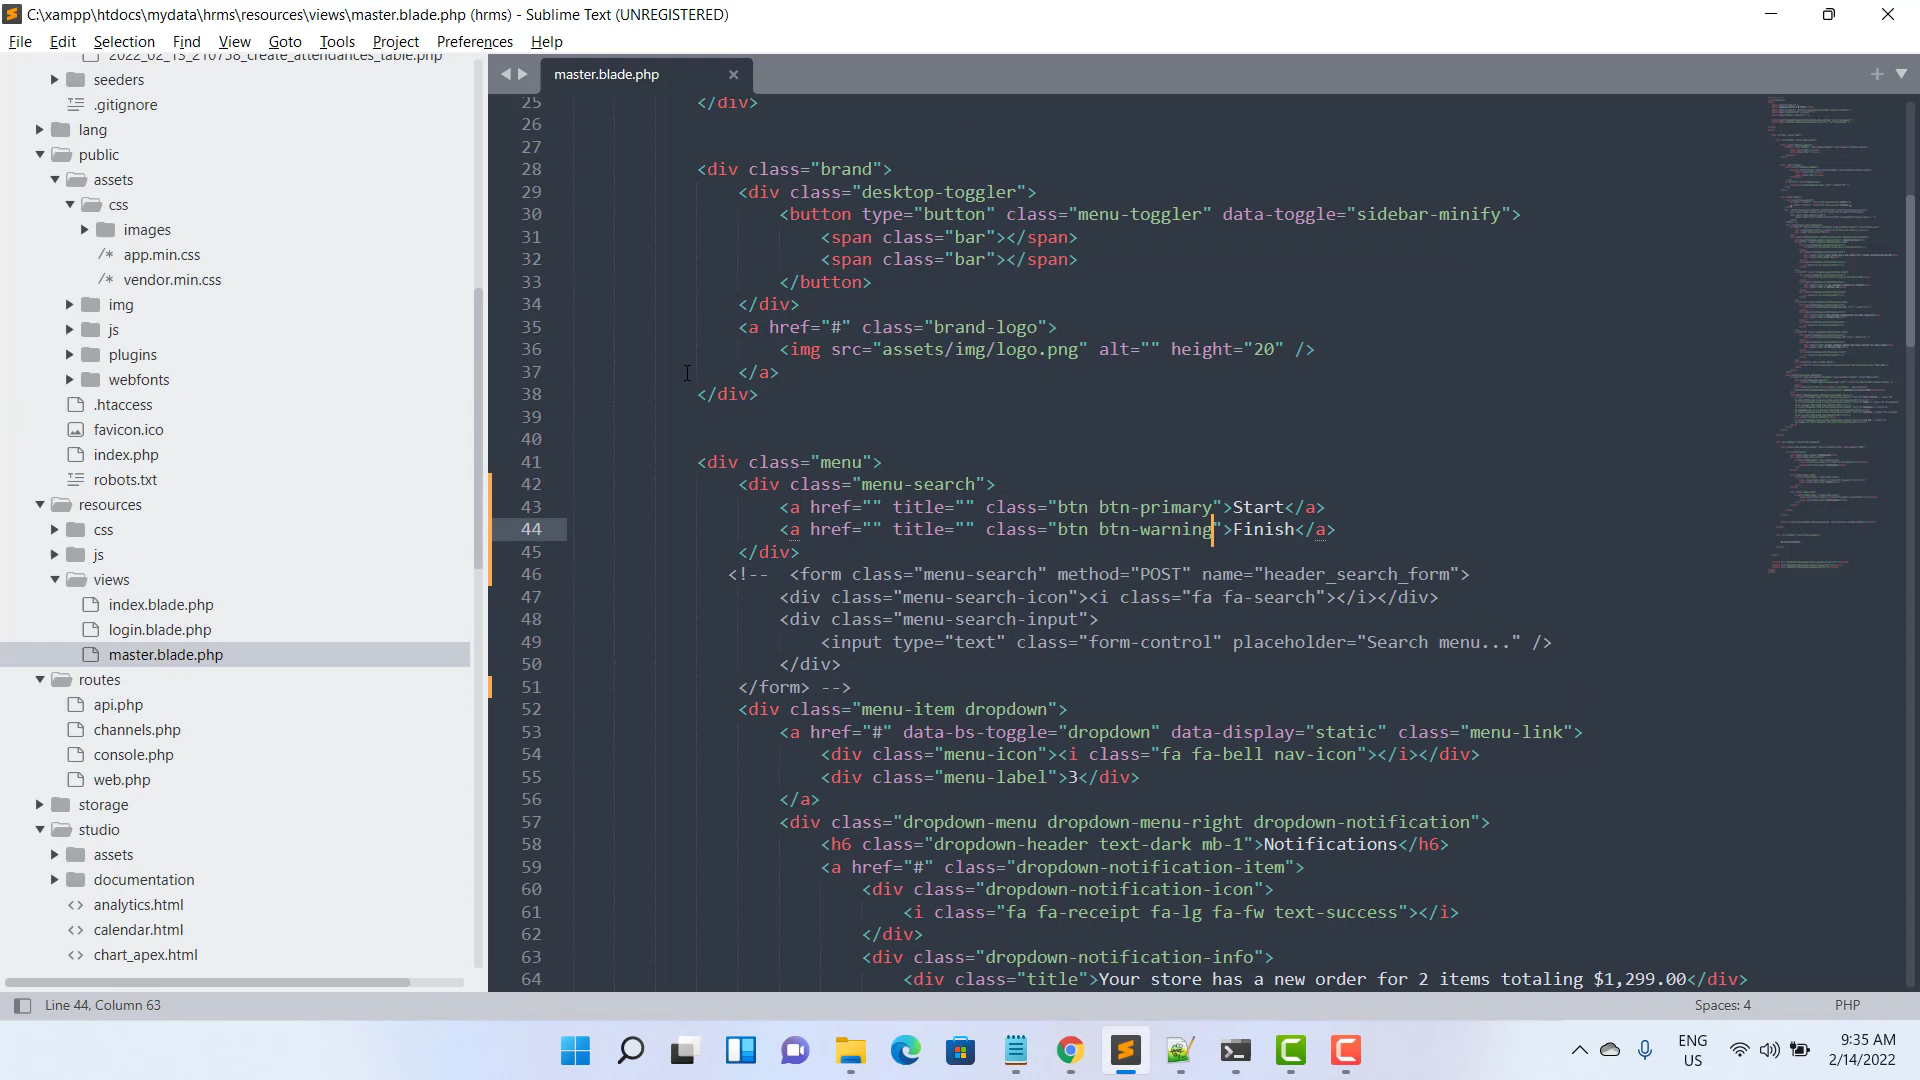 C:\xampp\htdocs\mydata\hrms\resources\views\master.blade.php (hrms) - Sublime Text (UNREGISTERED)
File Edit Selection Find View Goto Tools Project Preferences Help
2022_02_13_210758_create_attendances_table.php
seeders
.gitignore
lang
public
assets
css
images
/* app.min.css
/* vendor.min.css
img
js
plugins
webfonts
.htaccess
favicon.ico
index.php
robots.txt
resources
css
js
views
index.blade.php
login.blade.php
master.blade.php
routes
api.php
channels.php
console.php
web.php
storage
studio
assets
documentation
<> analytics.html
<> calendar.html
<> chart_apex.html
master.blade.php
25 </div>
26
27
28 <div class="brand">
29 <div class="desktop-toggler">
30 <button type="button" class="menu-toggler" data-toggle="sidebar-minify">
31 <span class="bar"></span>
32 <span class="bar"></span>
33 </button>
34 </div>
35 <a href="#" class="brand-logo">
36 <img src="assets/img/logo.png" alt="" height="20" />
37 </a>
38 </div>
39
40
41 <div class="menu">
42 <div class="menu-search">
43 <a href="" title="" class="btn btn-primary">Start</a>
44 <a href="" title="" class="btn btn-warning">Finish</a>
45 </div>
46 <!-- <form class="menu-search" method="POST" name="header_search_form">
47 <div class="menu-search-icon"><i class="fa fa-search"></i></div>
48 <div class="menu-search-input">
49 <input type="text" class="form-control" placeholder="Search menu..." />
50 </div>
51 </form> -->
52 <div class="menu-item dropdown">
53 <a href="#" data-bs-toggle="dropdown" data-display="static" class="menu-link">
54 <div class="menu-icon"><i class="fa fa-bell nav-icon"></i></div>
55 <div class="menu-label">3</div>
56 </a>
57 <div class="dropdown-menu dropdown-menu-right dropdown-notification">
58 <h6 class="dropdown-header text-dark mb-1">Notifications</h6>
59 <a href="#" class="dropdown-notification-item">
60 <div class="dropdown-notification-icon">
61 <i class="fa fa-receipt fa-lg fa-fw text-success"></i>
62 </div>
63 <div class="dropdown-notification-info">
64 <div class="title">Your store has a new order for 2 items totaling $1,299.00</div>
Line 44, Column 63
Spaces: 4
PHP
ENG
US
9:35 AM
2/14/2022